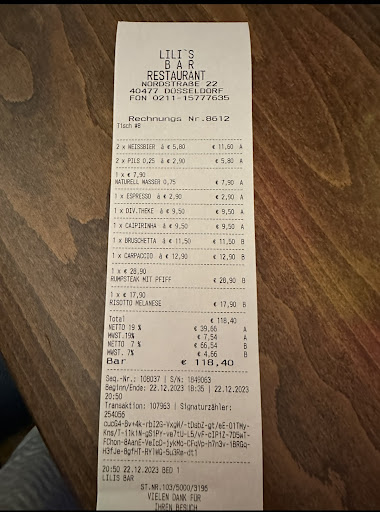 LILI`S
BAR
RESTAURANT
NORDSTRAßE 22
40477 DÜSSELDORF
FON 0211-15777635
Rechnungs Nr.8612
Tisch #8
2 x WEISSBIER à € 5,80 € 11,60 A
2 x PILS 0,25 à € 2,90 € 5,80 A
1 x € 7,90
NATURELL WASSER 0,75 € 7,90 A
1 x ESPRESSO à € 2,90 € 2,90 A
1 x DIV.THEKE à € 9,50 € 9,50 A
1 x CAIPIRINHA à € 9,50 € 9,50 A
1 x BRUSCHETTA à € 11,50 € 11,50 B
1 x CARPACCIO à € 12,90 € 12,90 B
1 x € 28,90
RUMPSTEAK MIT PFIFF € 28,90 B
1 x € 17,90
RISOTTO MELANESE € 17,90 B
Total € 118,40
NETTO 19 % € 39,66 A
MWST.19% € 7,54 A
NETTO 7 % € 66,54 B
MWST. 7% € 4,66 B
Bar € 118,40
Seq.-Nr.: 108037 | S/N: 1849063
Beginn/Ende: 22.12.2023 18:35 | 22.12.2023
20:50
Transaktion: 107963 | Signaturzähler:
254056
20:50 22.12.2023 BED 1
LILIS BAR
ST.NR.103/5000/3195
VIELEN DANK FÜR
IHREN BESUCH